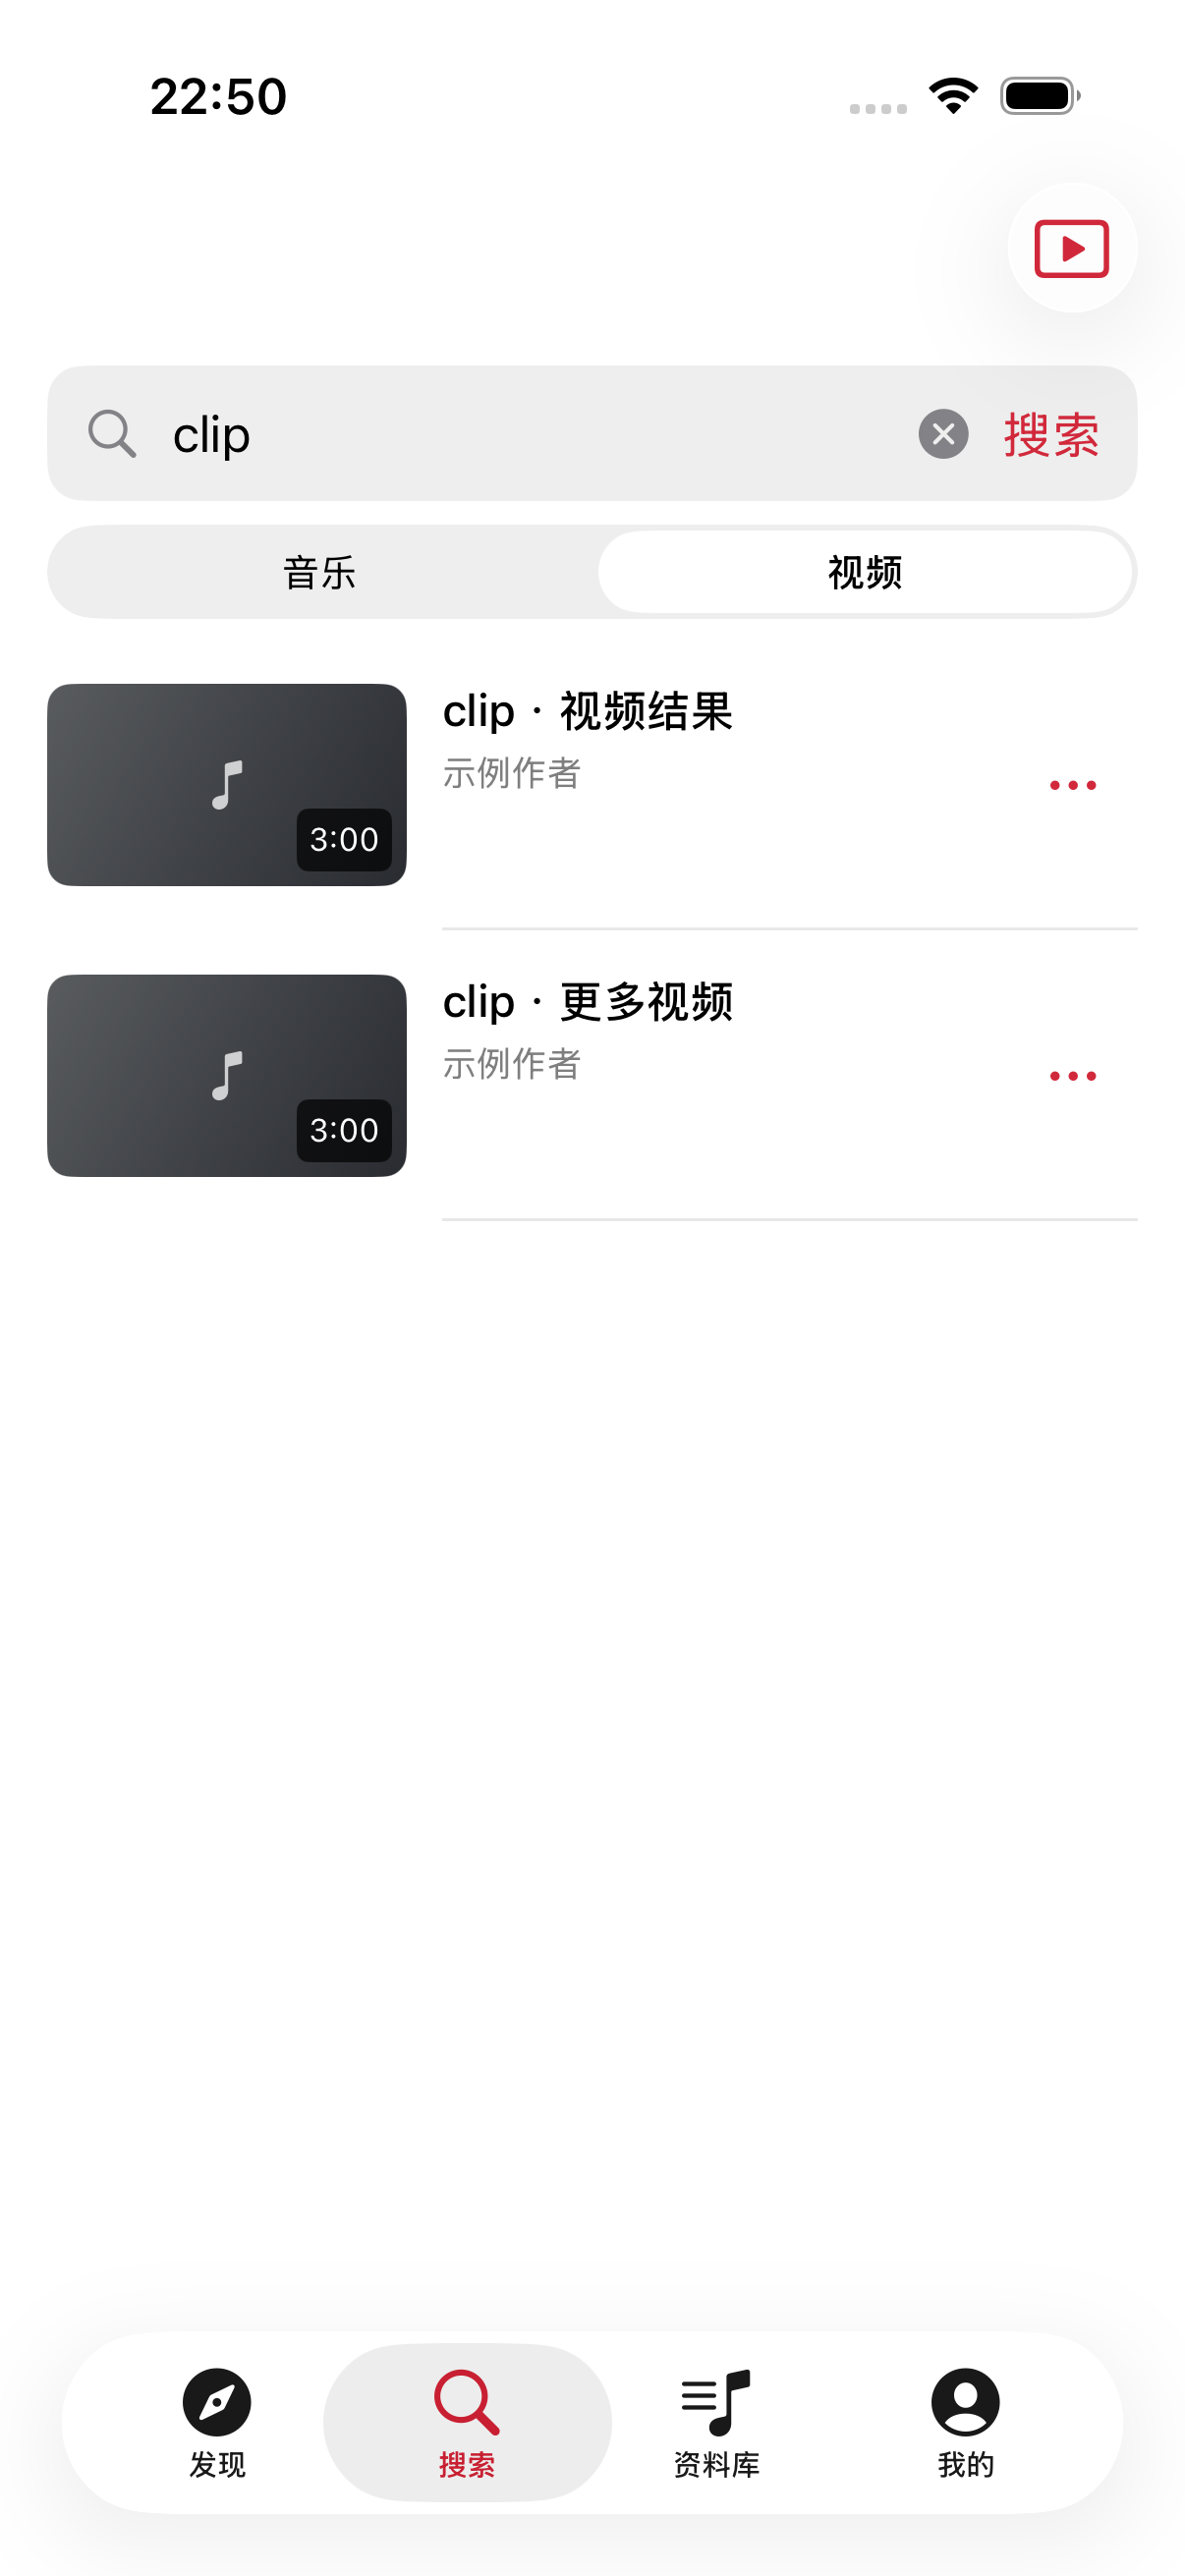 22:50
clip
搜索
音乐
视频
clip · 视频结果
示例作者
3:00
clip · 更多视频
示例作者
3:00
发现
搜索
资料库
我的